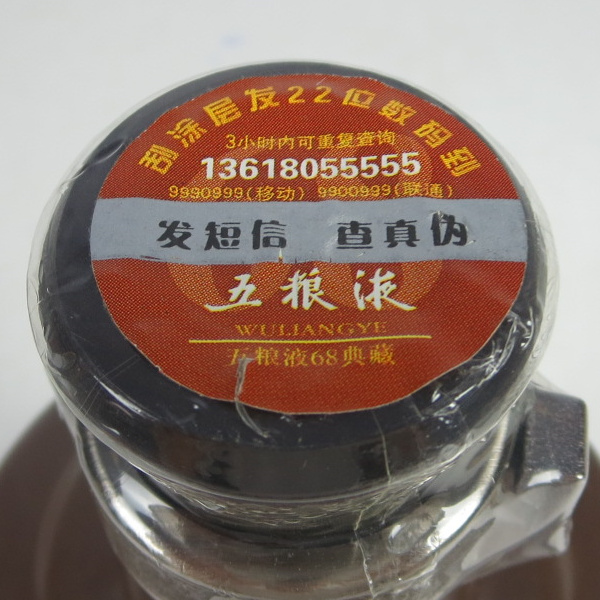 刮涂层发22位数码到
3小时内可重复查询
13618055555
9990999(移动) 9900999(联通)
发短信 查真伪
五粮液
WULIANGYE
五粮液68典藏